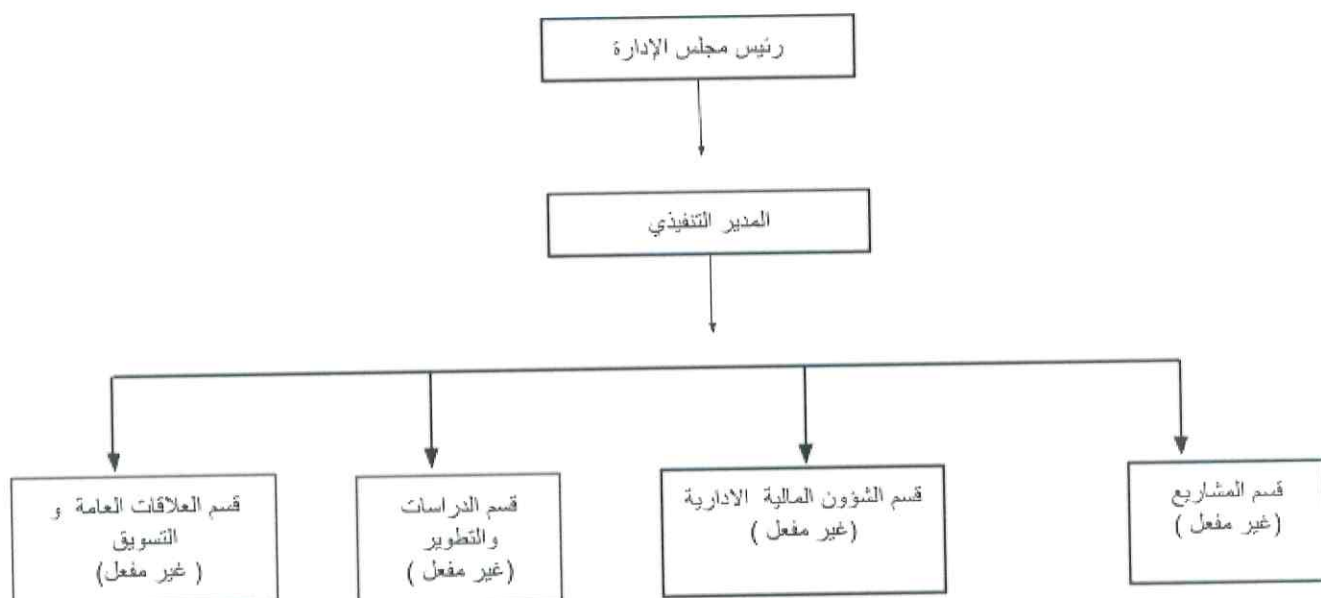 رئيس مجلس الإدارة
المدير التنفيذي
قسم المشاريع
(غير مفعل )
قسم الشؤون المالية الادارية
(غير مفعل )
قسم الدراسات
والتطوير
(غير مفعل )
قسم العلاقات العامة و
التسويق
( غير مفعل)